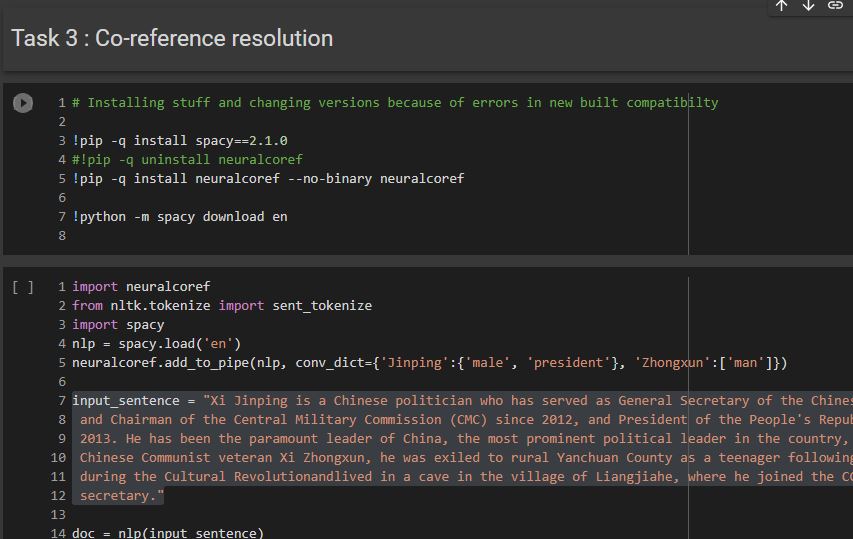 Task 3 : Co-reference resolution
1 # Installing stuff and changing versions because of errors in new built compatibilty
2
3 !pip -q install spacy==2.1.0
4 #!pip -q uninstall neuralcoref
5 !pip -q install neuralcoref --no-binary neuralcoref
6
7 !python -m spacy download en
8
[ ] 1 import neuralcoref
2 from nltk.tokenize import sent_tokenize
3 import spacy
4 nlp = spacy.load('en')
5 neuralcoref.add_to_pipe(nlp, conv_dict={'Jinping':{'male', 'president'}, 'Zhongxun':['man']})
6
7 input_sentence = "Xi Jinping is a Chinese politician who has served as General Secretary of the Chines
8 and Chairman of the Central Military Commission (CMC) since 2012, and President of the People's Repub
9 2013. He has been the paramount leader of China, the most prominent political leader in the country,
10 Chinese Communist veteran Xi Zhongxun, he was exiled to rural Yanchuan County as a teenager following
11 during the Cultural Revolutionandlived in a cave in the village of Liangjiahe, where he joined the CC
12 secretary."
13
14 doc = nlp(input_sentence)